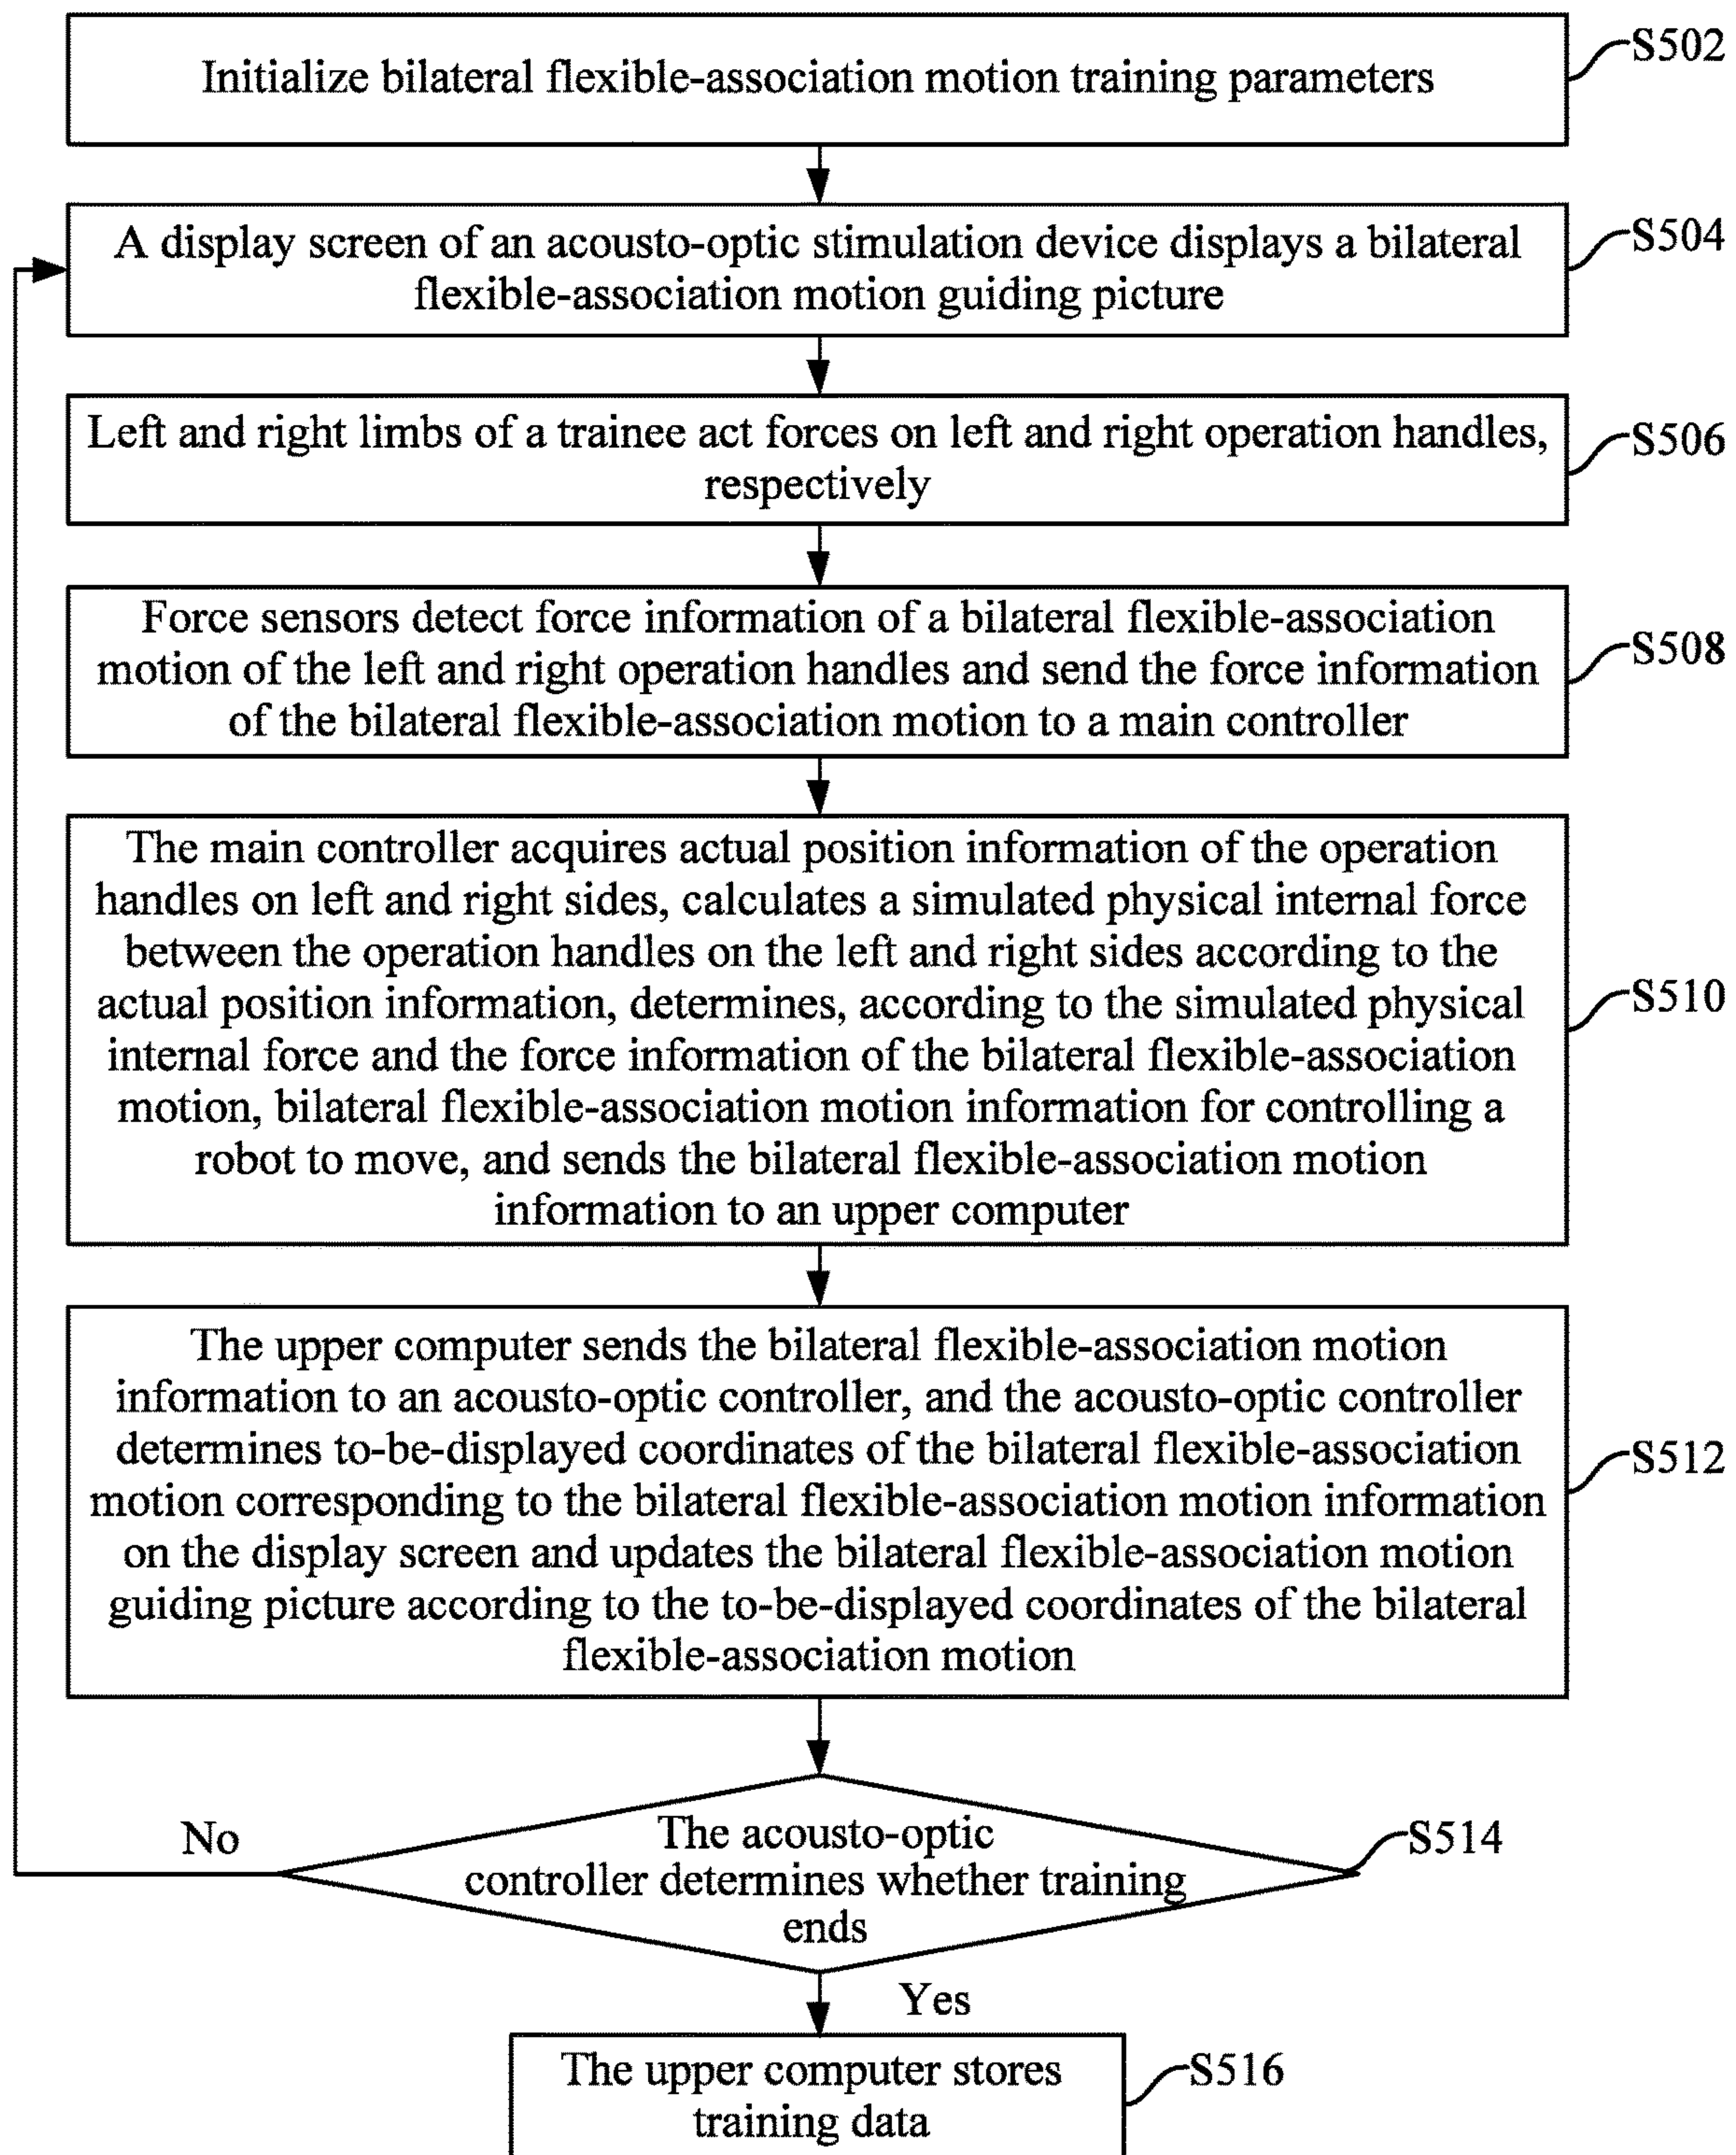 Initialize bilateral flexible-association motion training parameters
S502
A display screen of an acousto-optic stimulation device displays a bilateral
flexible-association motion guiding picture
S504
Left and right limbs of a trainee act forces on left and right operation handles,
respectively
S506
Force sensors detect force information of a bilateral flexible-association
motion of the left and right operation handles and send the force information
of the bilateral flexible-association motion to a main controller
S508
The main controller acquires actual position information of the operation
handles on left and right sides, calculates a simulated physical internal force
between the operation handles on the left and right sides according to the
actual position information, determines, according to the simulated physical
internal force and the force information of the bilateral flexible-association
motion, bilateral flexible-association motion information for controlling a
robot to move, and sends the bilateral flexible-association motion
information to an upper computer
S510
The upper computer sends the bilateral flexible-association motion
information to an acousto-optic controller, and the acousto-optic controller
determines to-be-displayed coordinates of the bilateral flexible-association
motion corresponding to the bilateral flexible-association motion information
on the display screen and updates the bilateral flexible-association motion
guiding picture according to the to-be-displayed coordinates of the bilateral
flexible-association motion
S512
No
The acousto-optic
controller determines whether training
ends
S514
Yes
The upper computer stores
training data
S516